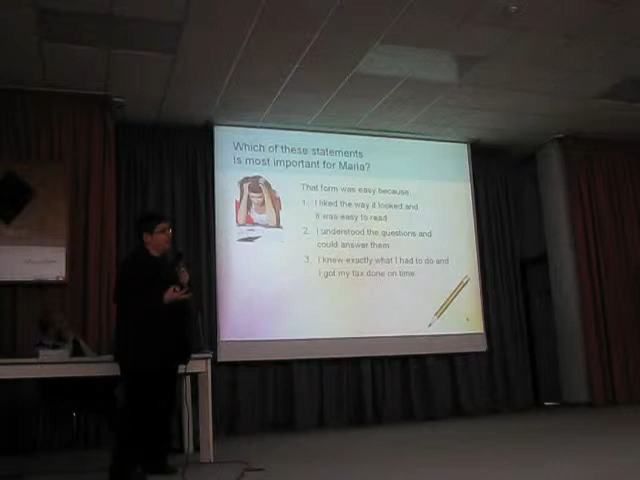 Which of these statements
is most important for Maria?
That form was easy because
1. I liked the way it looked and
it was easy to read
2. I understood the questions and
could answer them
3. I knew exactly what I had to do and
I got my tax done on time.